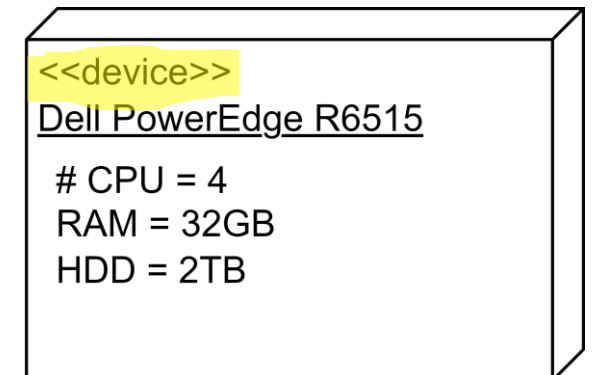 <<device>>
Dell PowerEdge R6515
# CPU = 4
RAM = 32GB
HDD = 2TB